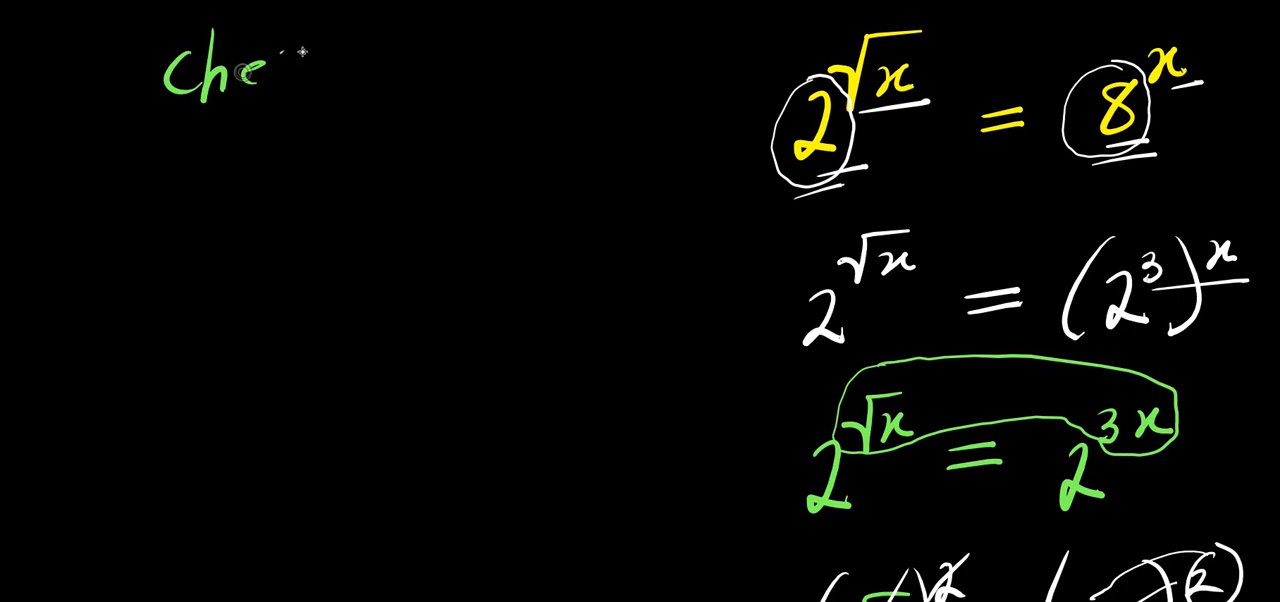 Che
2^√x = 8^x
2^√x = (2^3)^x
2^√x = 2^3x